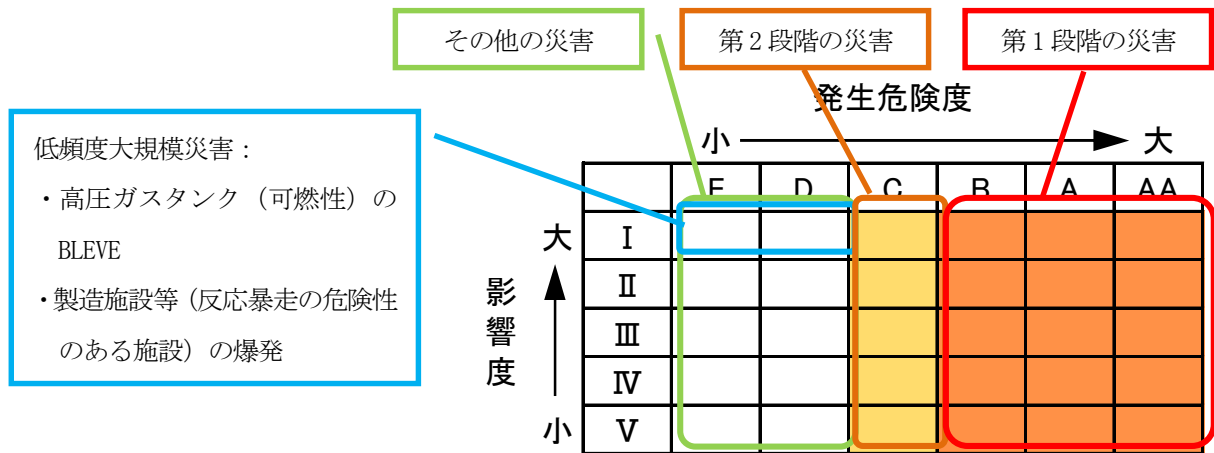 その他の災害
第2段階の災害
第1段階の災害
発生危険度
小
大
低頻度大規模災害：
・高圧ガスタンク（可燃性）の
BLEVE
・製造施設等（反応暴走の危険性
のある施設）の爆発
E D C B A AA
大
影響度
小
Ⅰ
Ⅱ
Ⅲ
Ⅳ
Ⅴ